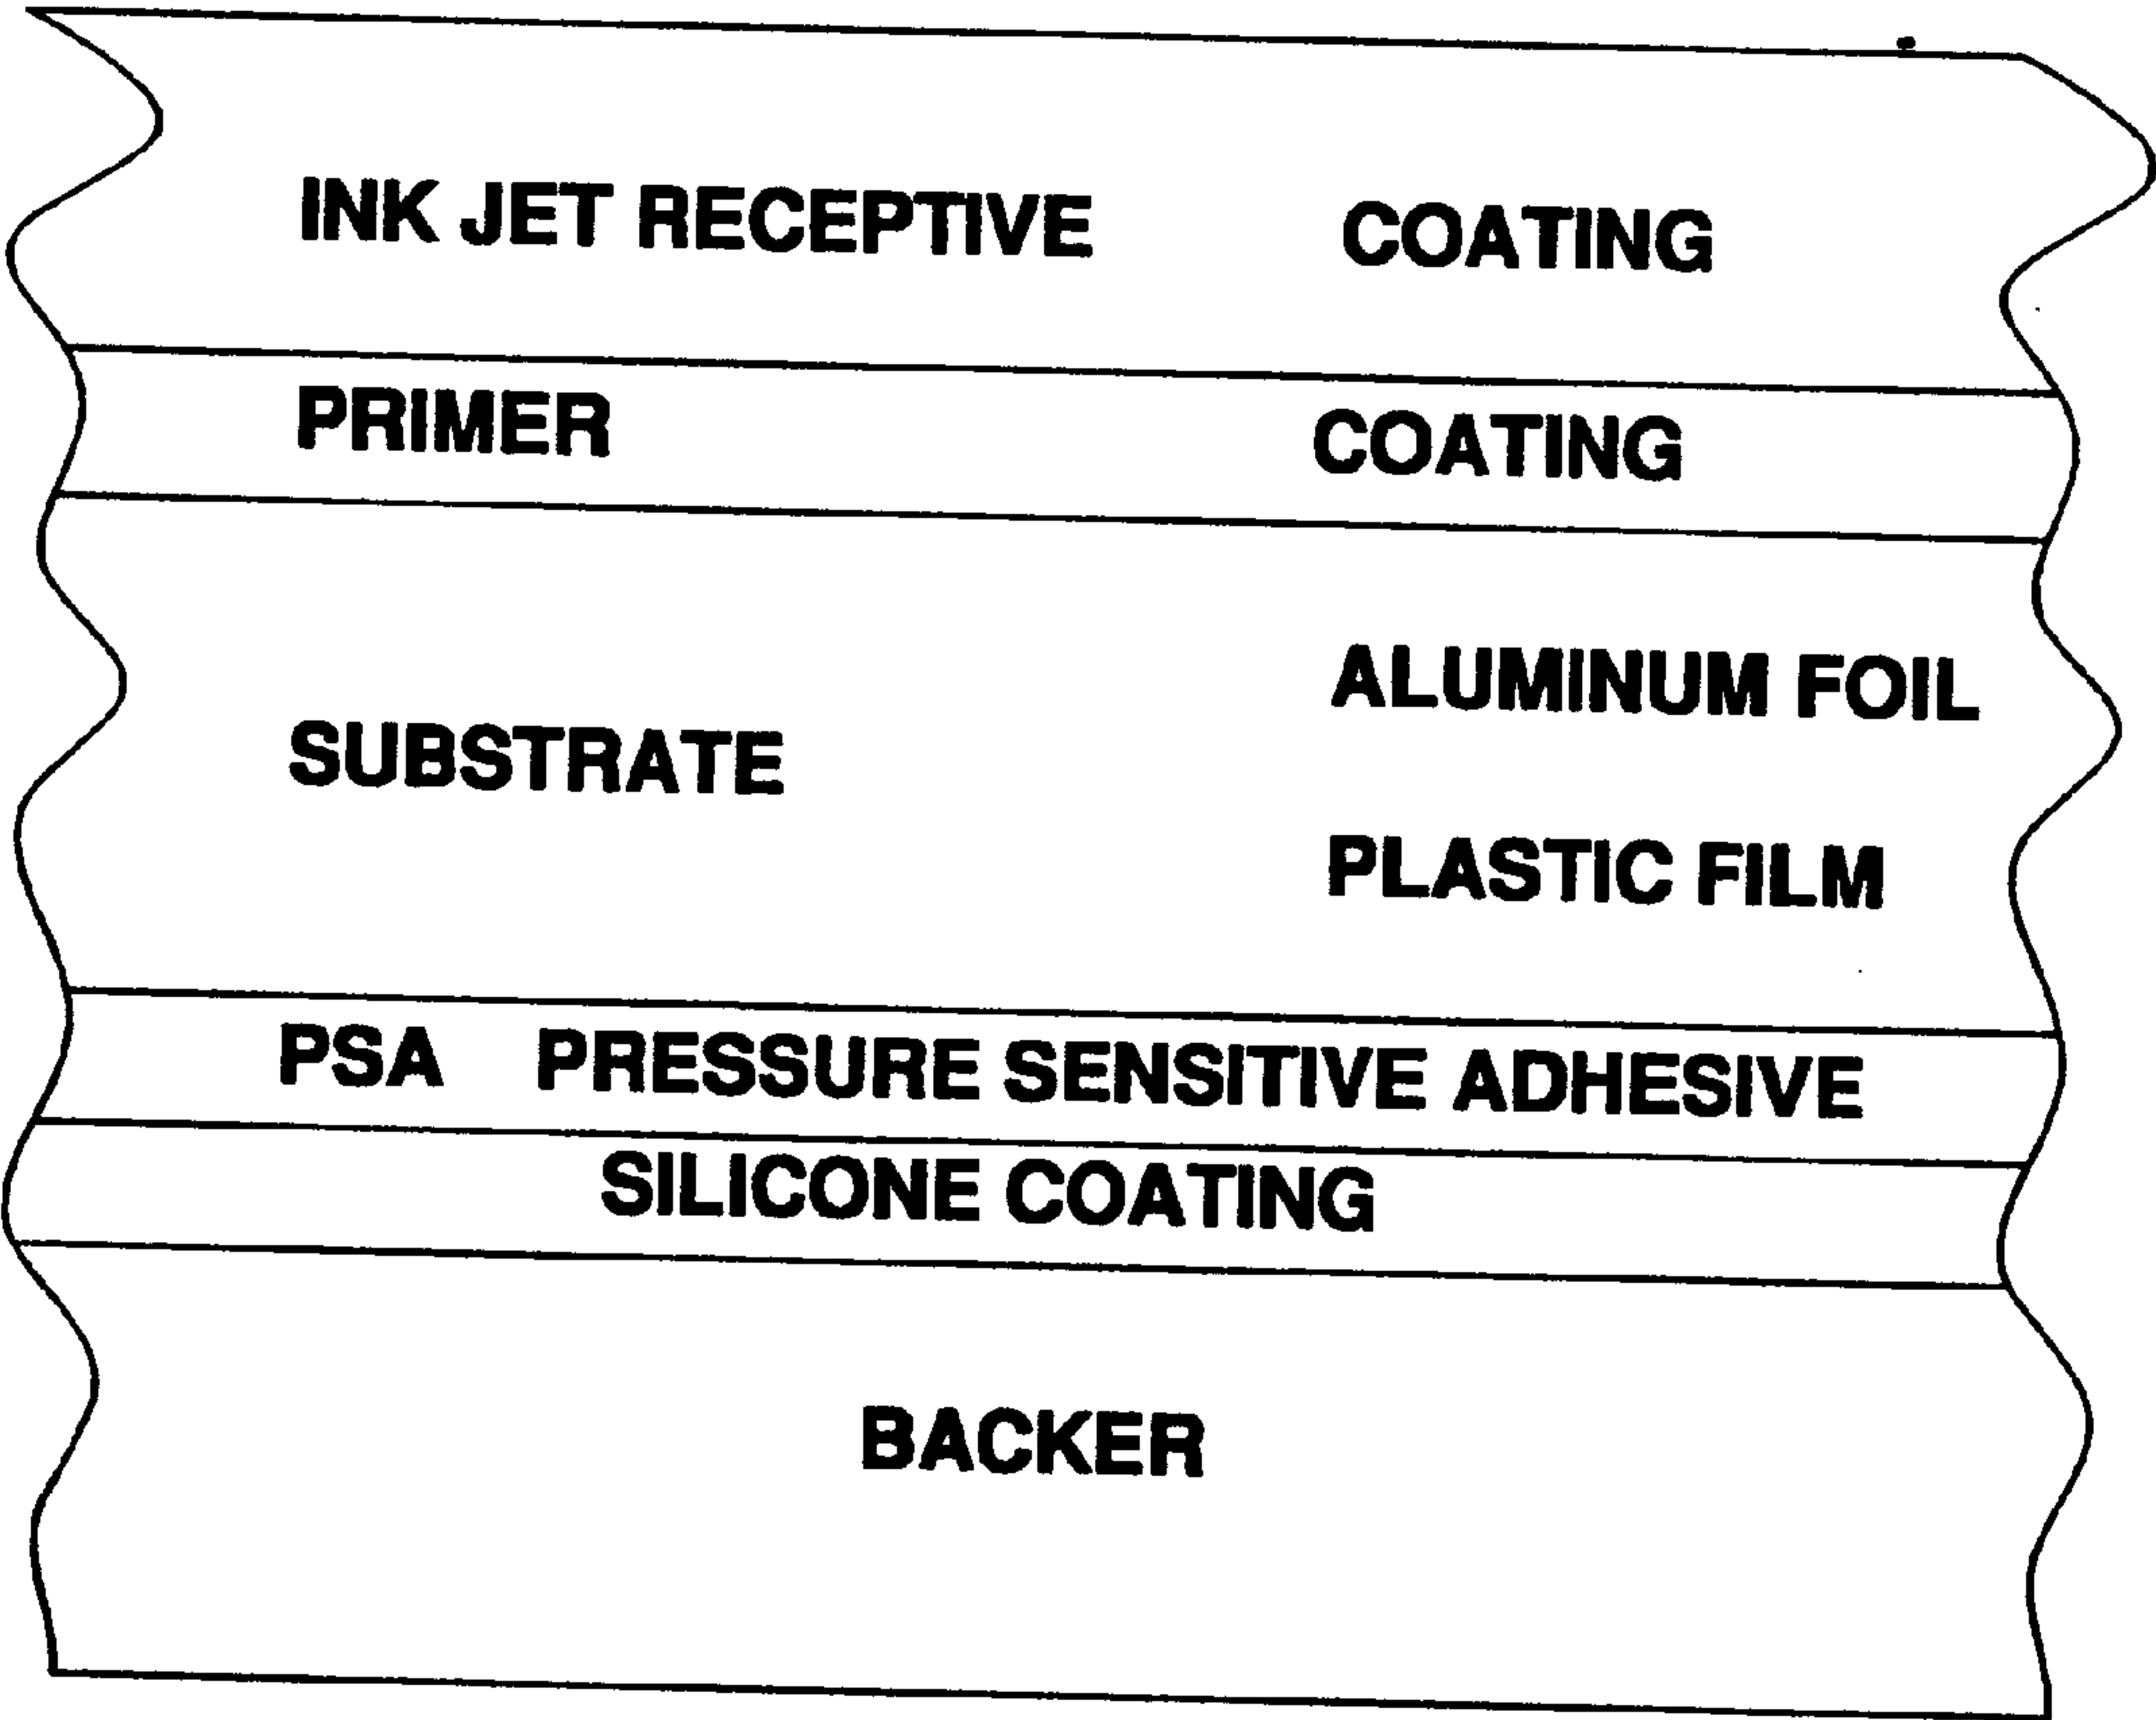 INK JET RECEPTIVE COATING
PRIMER COATING
ALUMINUM FOIL
SUBSTRATE
PLASTIC FILM
PSA PRESSURE SENSITIVE ADHESIVE
SILICONE COATING
BACKER